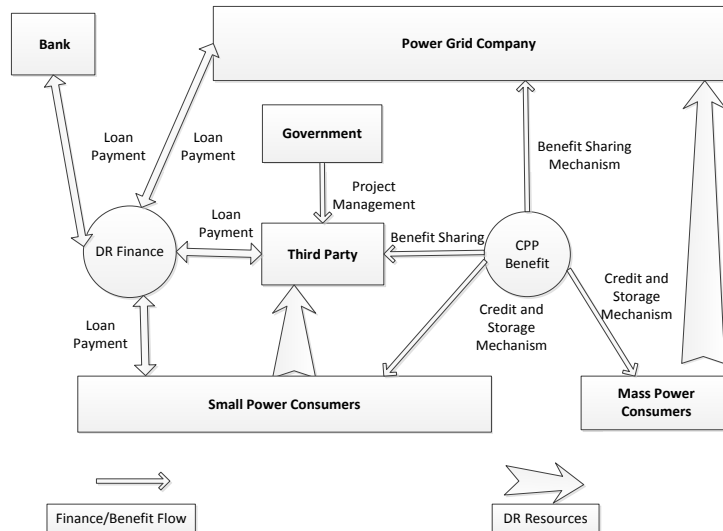 Bank
Power Grid Company
Loan
Payment
Loan
Payment
Government
Benefit Sharing
Mechanism
Project
Management
Loan
Payment
DR Finance
Third Party
Benefit Sharing
CPP
Benefit
Credit and
Storage
Mechanism
Credit and
Storage
Mechanism
Loan
Payment
Small Power Consumers
Mass Power
Consumers
Finance/Benefit Flow
DR Resources